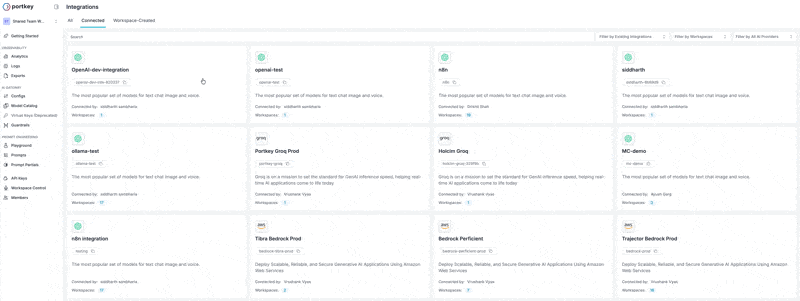 portkey
Shared Team W...
Getting Started
OBSERVABILITY
Analytics
Logs
Exports
AI GATEWAY
Configs
Model Catalog
Virtual Keys (Deprecated)
Guardrails
PROMPT ENGINEERING
Playground
Prompts
Prompt Partials
API Keys
Workspace Control
Members
Integrations
All Connected Workspace-Created
Search Filter by Existing Integrations Filter by Workspaces Filter by All AI Providers
OpenAI-dev-integration
The most popular set of models for text chat image and voice.
Connected by: siddharth sambharia
Workspaces: 1
openai-test
openai-test
The most popular set of models for text chat image and voice.
Connected by: siddharth sambharia
Workspaces: 1
n8n
n8n
The most popular set of models for text chat image and voice.
Connected by: Shah
Workspaces:
siddharth
The most popular set of models for text chat image and voice.
Connected by: siddharth sambharia
Workspaces: 1
ollama-test
ollama-test
The most popular set of models for text chat image and voice.
Connected by: siddharth sambharia
Workspaces: 17
groq
Portkey Groq Prod
portkey-groq
Groq is on a mission to set the standard for GenAI inference speed, helping real-time AI applications come to life today
Connected by: Vrushank Vyas
Workspaces: 1
groq
Holcim Groq
Groq is on a mission to set the standard for GenAI inference speed, helping real-time AI applications come to life today
Connected by: Vrushank Vyas
Workspaces: 1
MC-demo
mc-demo
The most popular set of models for text chat image and voice.
Connected by: Ayush Garg
Workspaces:
n8n integration
testing
The most popular set of models for text chat image and voice.
Connected by: siddharth sambharia
Workspaces: 17
aws
Tibra Bedrock Prod
bedrock-tibra-prod
Deploy Scalable, Reliable, and Secure Generative AI Applications Using Amazon
Web Services
Connected by: Vrushank Vyas
Workspaces:
aws
Bedrock Perficient
bedrock-perficient-prod
Deploy Scalable, Reliable, and Secure Generative AI Applications Using Amazon
Web Services
Connected by: Vrushank Vyas
Workspaces:
aws
Trajector Bedrock Prod
bedrock-prod
Deploy Scalable, Reliable, and Secure Generative AI Applications Using Amazon
Web Services
Connected by: Vrushank Vyas
Workspaces: